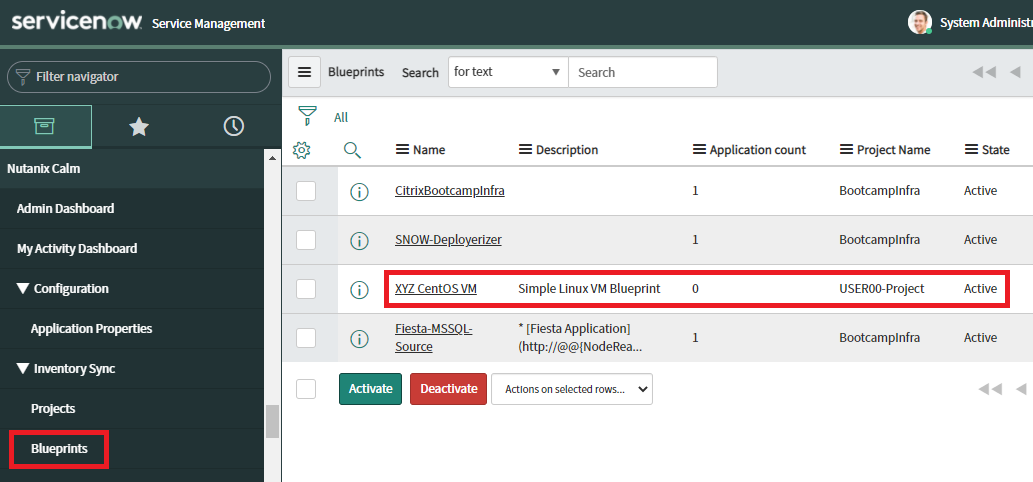 servicenow Service Management
System Administr
Filter navigator
Nutanix Calm
Admin Dashboard
My Activity Dashboard
Configuration
Application Properties
Inventory Sync
Projects
Blueprints
Blueprints Search for text Search
All
Name Description Application count Project Name State
CitrixBootcampInfra 1 BootcampInfra Active
SNOW-Deployerizer 1 BootcampInfra Active
XYZ CentOS VM Simple Linux VM Blueprint 0 USER00-Project Active
Fiesta-MSSQL- * [Fiesta Application] 1 BootcampInfra Active
Source (http://@@{NodeRea...
Activate Deactivate Actions on selected rows...